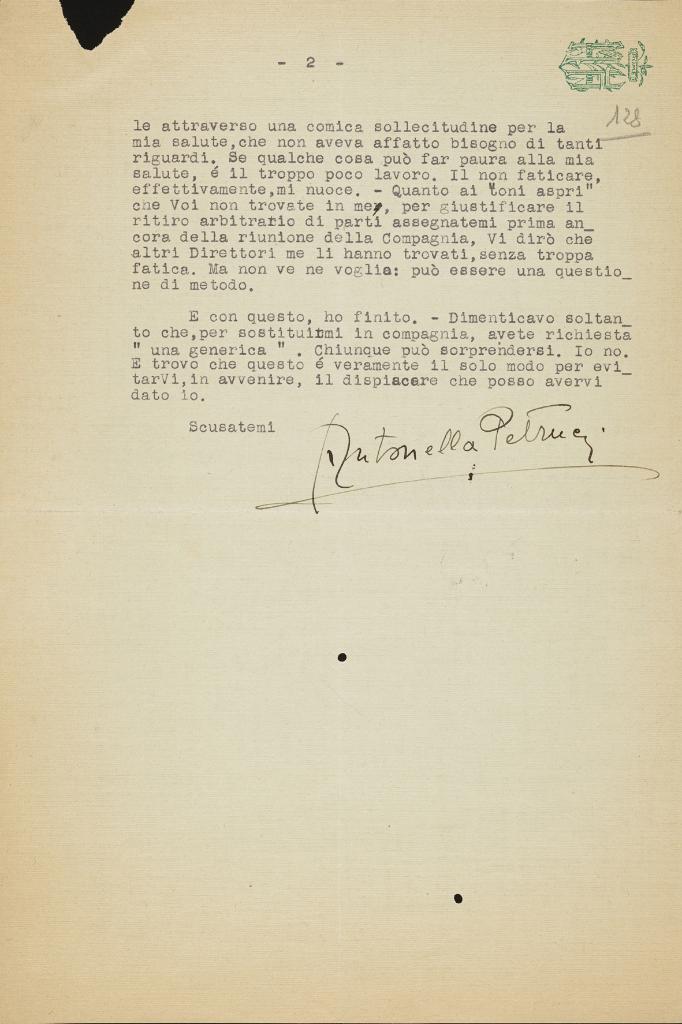 - 2 -
128
le attraverso una comica sollecitudine per la
mia salute,che non aveva affatto bisogno di tanti
riguardi. Se qualche cosa può far paura alla mia
salute, é il troppo poco lavoro. Il non faticare,
effettivamente,mi nuoce. - Quanto ai "toni aspri"
che Voi non trovate in me, per giustificare il
ritiro arbitrario di parti assegnatemi prima an_
cora della riunione della Compagnia, Vi dirò che
altri Direttori me li hanno trovati,senza troppa
fatica. Ma non ve ne voglia: può essere una questio_
ne di metodo.
E con questo, ho finito. - Dimenticavo soltan_
to che,per sostituirmi in compagnia, avete richiesta
" una generica " . Chiunque può sorprendersi. Io no.
E trovo che questo é veramente il solo modo per evi_
tarVi,in avvenire, il dispiacere che posso avervi
dato io.
Scusatemi
Antonella Petrucci